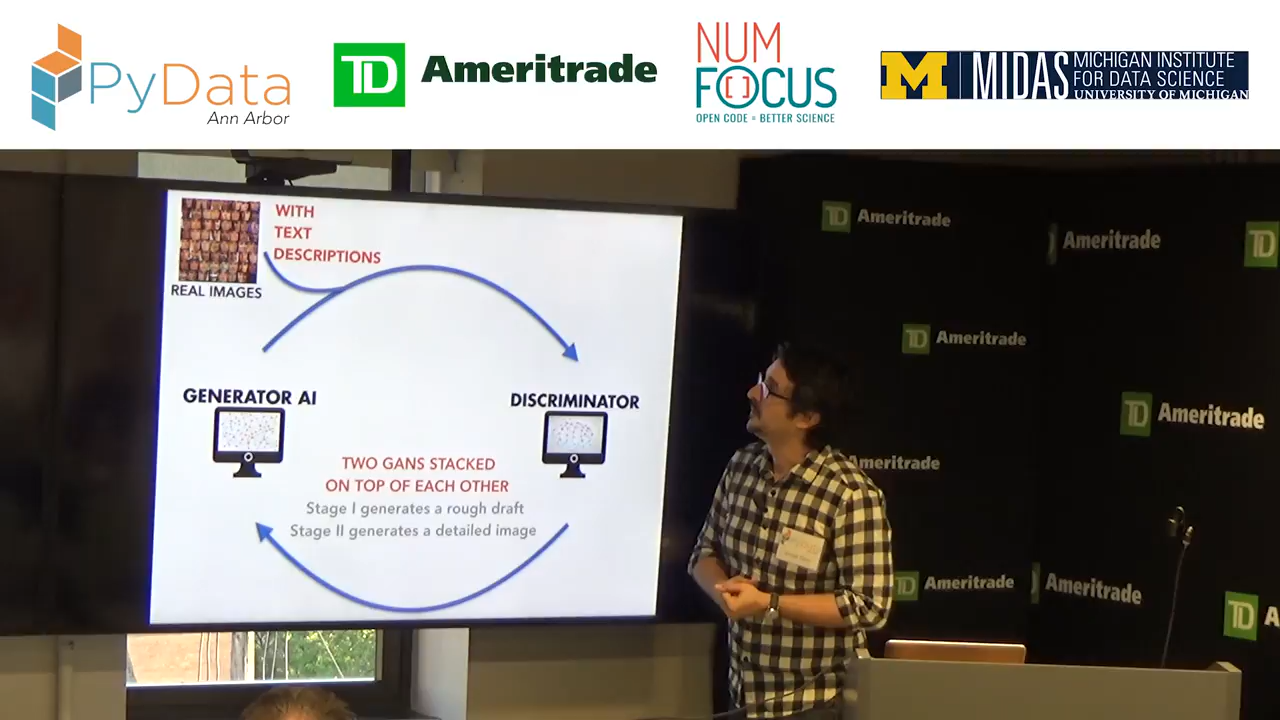 PyData
Ann Arbor
TD Ameritrade
NUM
FOCUS
OPEN CODE = BETTER SCIENCE
M MIDAS
MICHIGAN INSTITUTE
FOR DATA SCIENCE
UNIVERSITY OF MICHIGAN
WITH
TEXT
DESCRIPTIONS
REAL IMAGES
GENERATOR AI
DISCRIMINATOR
TWO GANS STACKED
ON TOP OF EACH OTHER
Stage I generates a rough draft
Stage II generates a detailed image
TD Ameritrade
Ameritrade
TD
TD Ameritrade
TD Ameritrade
Ameritrade
TD Ameritrade
Ameritrade
TD A